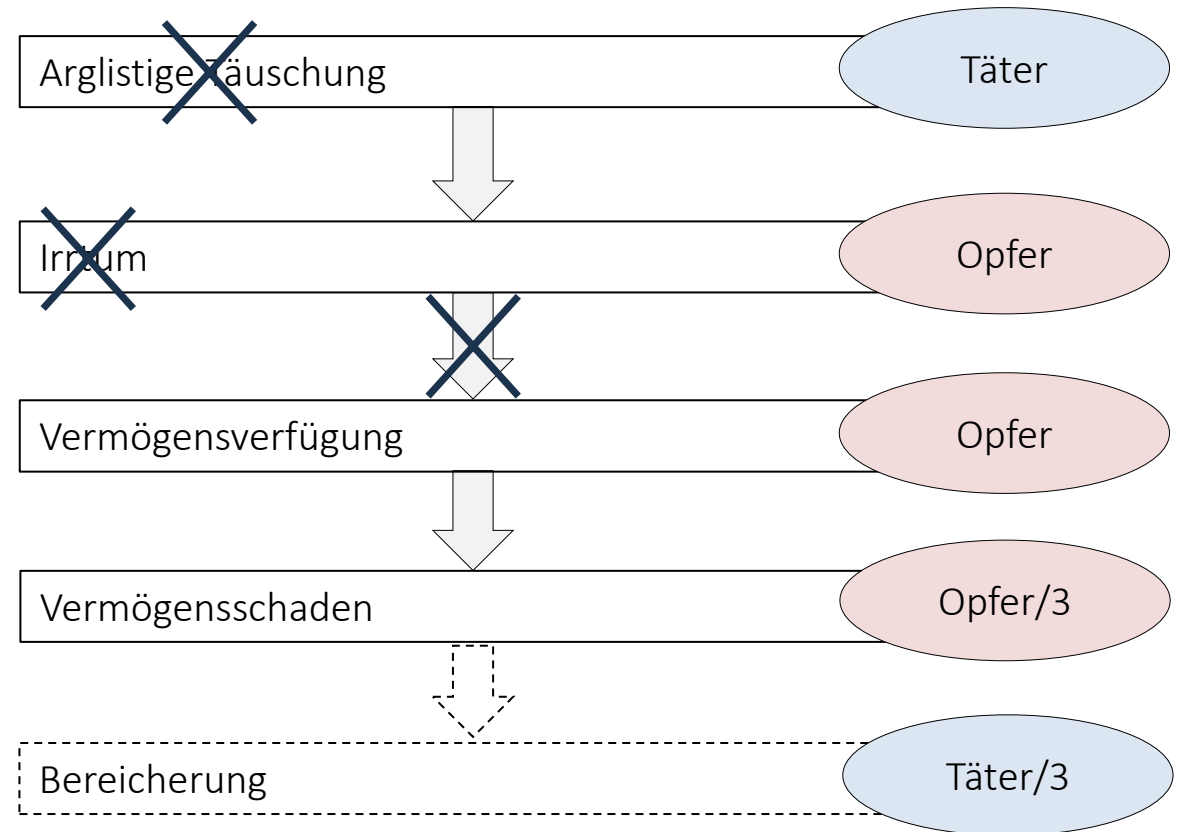 Arglistige Täuschung
Täter
Irrtum
Opfer
Vermögensverfügung
Opfer
Vermögensschaden
Opfer/3
Bereicherung
Täter/3